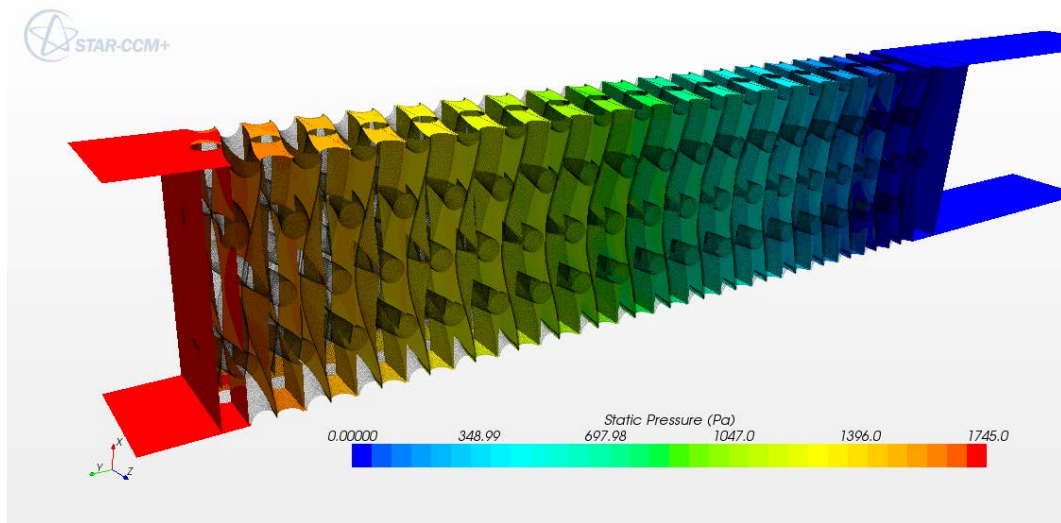 STAR-CCM+
Static Pressure (Pa)
0.00000 348.99 697.98 1047.0 1396.0 1745.0
X
Y
Z